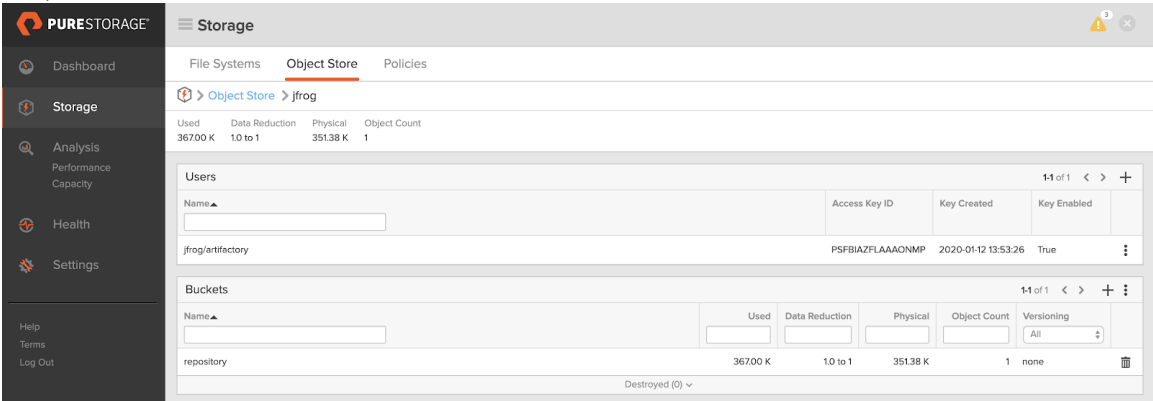 PURESTORAGE®
Storage
3
Dashboard
Storage
Analysis
Performance
Capacity
Health
Settings
Help
Terms
Log Out
File Systems Object Store Policies
Object Store jfrog
Used Data Reduction Physical Object Count
367.00 K 1.0 to 1 351.38 K 1
Users 1-1 of 1
Name Access Key ID Key Created Key Enabled
jfrog/artifactory PSFBIAZFLAAAONMP 2020-01-12 13:53:26 True
Buckets 1-1 of 1
Name Used Data Reduction Physical Object Count Versioning
All
repository 367.00 K 1.0 to 1 351.38 K 1 none
Destroyed (0)